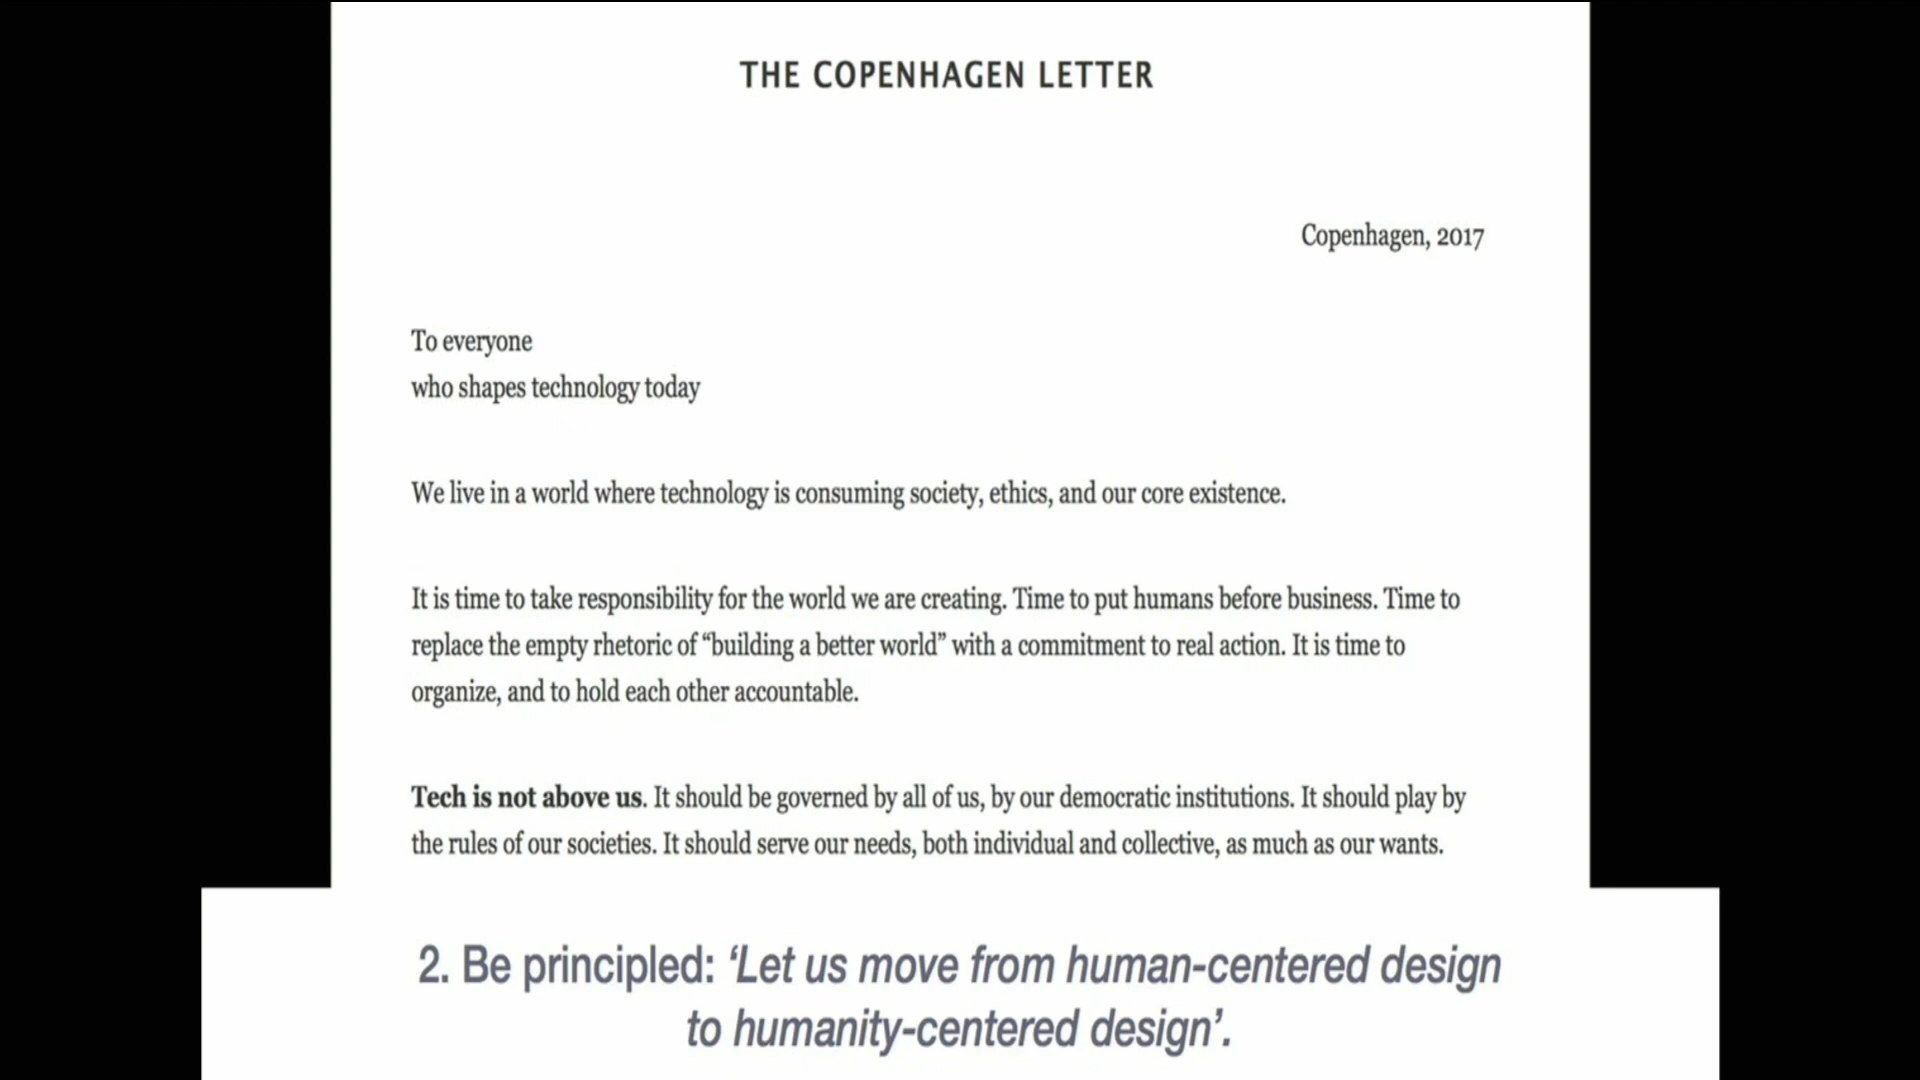 THE COPENHAGEN LETTER
Copenhagen, 2017
To everyone
who shapes technology today
We live in a world where technology is consuming society, ethics, and our core existence.
It is time to take responsibility for the world we are creating. Time to put humans before business. Time to
replace the empty rhetoric of “building a better world” with a commitment to real action. It is time to
organize, and to hold each other accountable.
Tech is not above us. It should be governed by all of us, by our democratic institutions. It should play by
the rules of our societies. It should serve our needs, both individual and collective, as much as our wants.
2. Be principled: ‘Let us move from human-centered design
to humanity-centered design’.